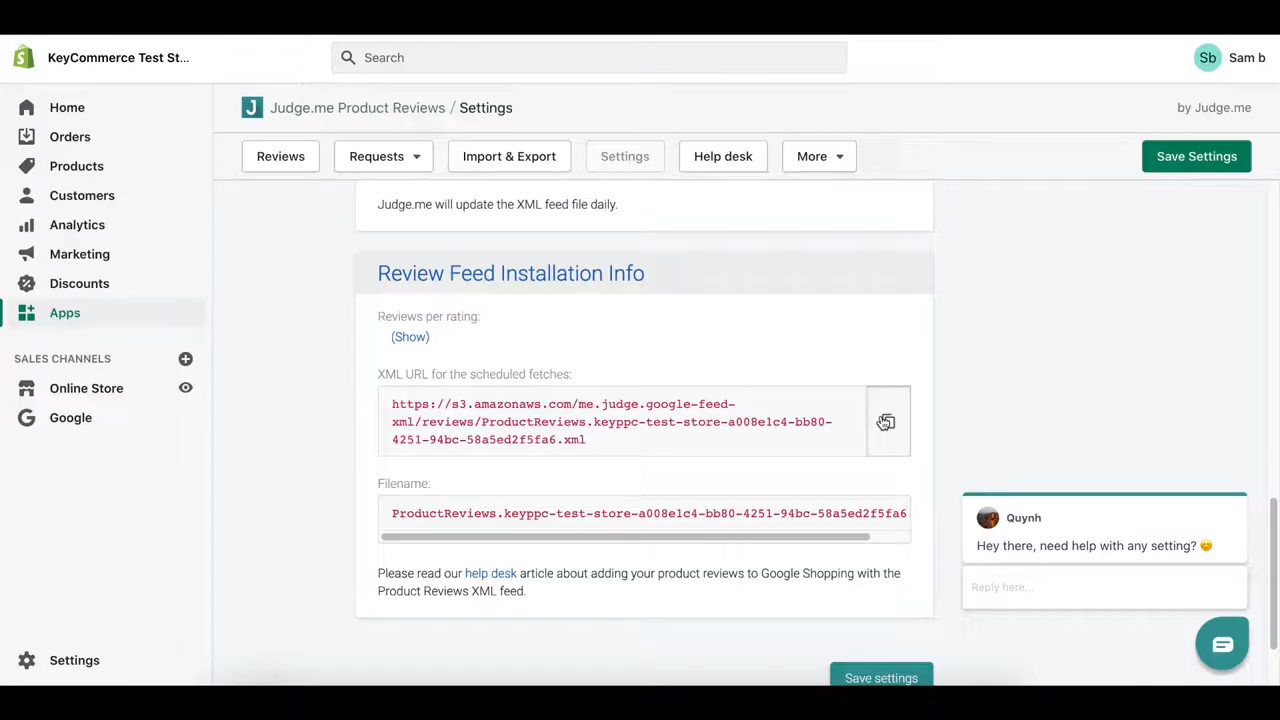 KeyCommerce Test St...
Search
Sb
Sam b
Home
Orders
Products
Customers
Analytics
Marketing
Discounts
Apps
SALES CHANNELS
Online Store
Google
Settings
J
Judge.me Product Reviews / Settings
by Judge.me
Reviews
Requests
Import & Export
Settings
Help desk
More
Save Settings
Judge.me will update the XML feed file daily.
Review Feed Installation Info
Reviews per rating:
(Show)
XML URL for the scheduled fetches:
https://s3.amazonaws.com/me.judge.google-feed-
xml/reviews/ProductReviews.keyppc-test-store-a008e1c4-bb80-
4251-94bc-58a5ed2f5fa6.xml
Filename:
ProductReviews.keyppc-test-store-a008e1c4-bb80-4251-94bc-58a5ed2f5fa6
Please read our help desk article about adding your product reviews to Google Shopping with the
Product Reviews XML feed.
Save settings
Quynh
Hey there, need help with any setting? 😊
Reply here...